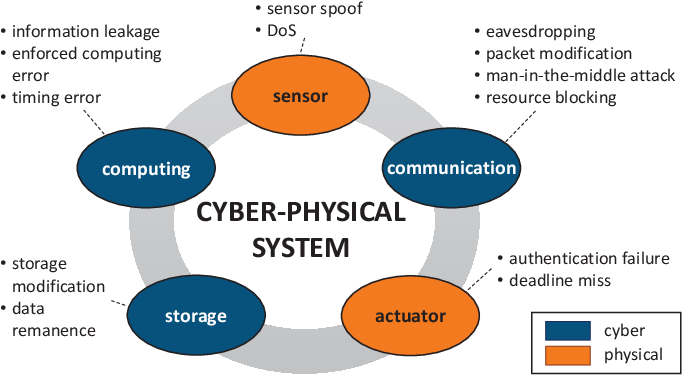 • sensor spoof
• DoS
• information leakage
• enforced computing
error
• timing error
• eavesdropping
• packet modification
• man-in-the-middle attack
• resource blocking
sensor
computing
communication
CYBER-PHYSICAL
SYSTEM
• storage
modification
• data
remanence
• authentication failure
• deadline miss
storage
actuator
cyber
physical